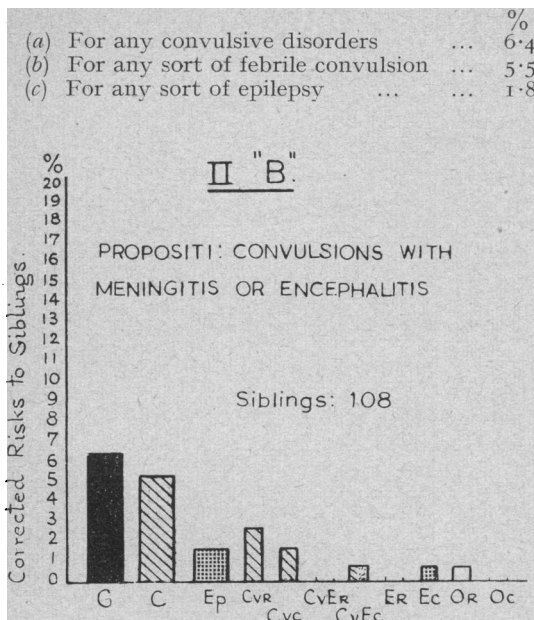 %
(a) For any convulsive disorders ... 6·4
(b) For any sort of febrile convulsion ... 5·5
(c) For any sort of epilepsy ... ... 1·8
II "B".
%
20
19
18
17
16
15
14
13
12
11
10
9
8
7
6
5
4
3
2
1
0
Corrected Risks to Siblings.
PROPOSITI: CONVULSIONS WITH
MENINGITIS OR ENCEPHALITIS
Siblings: 108
G C Ep CVR CVC CVER CVEC ER EC OR OC